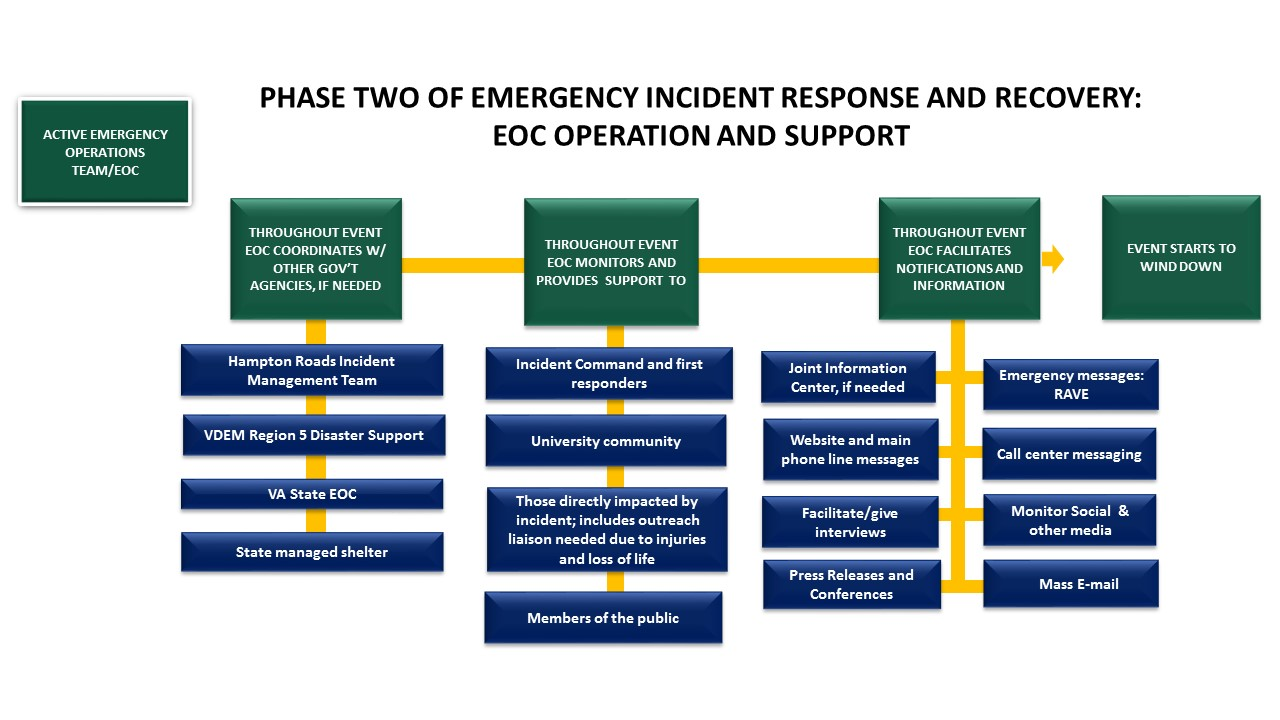 PHASE TWO OF EMERGENCY INCIDENT RESPONSE AND RECOVERY:
EOC OPERATION AND SUPPORT
ACTIVE EMERGENCY
OPERATIONS
TEAM/EOC
THROUGHOUT EVENT
EOC COORDINATES W/
OTHER GOV'T
AGENCIES, IF NEEDED
Hampton Roads Incident
Management Team
VDEM Region 5 Disaster Support
VA State EOC
State managed shelter
THROUGHOUT EVENT
EOC MONITORS AND
PROVIDES SUPPORT TO
Incident Command and first
responders
University community
Those directly impacted by
incident; includes outreach
liaison needed due to injuries
and loss of life
Members of the public
THROUGHOUT EVENT
EOC FACILITATES
NOTIFICATIONS AND
INFORMATION
Joint Information
Center, if needed
Website and main
phone line messages
Facilitate/give
interviews
Press Releases and
Conferences
Emergency messages:
RAVE
Call center messaging
Monitor Social &
other media
Mass E-mail
EVENT STARTS TO
WIND DOWN